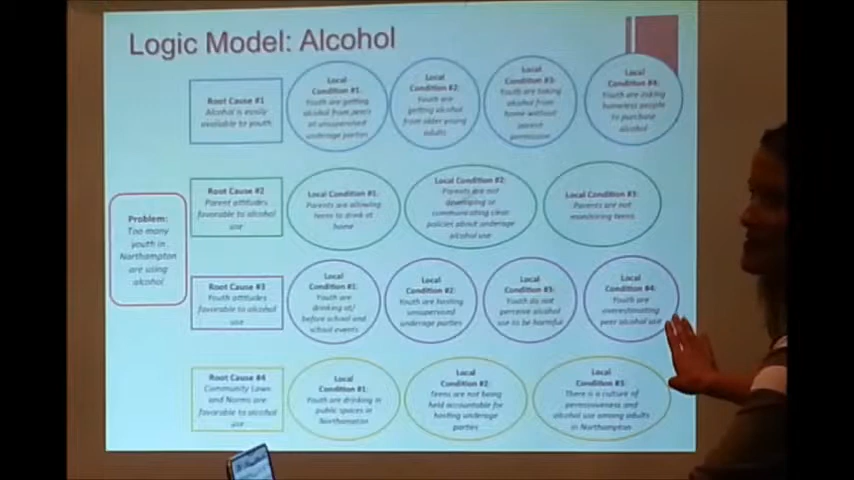 Logic Model: Alcohol
Root Cause #1
Alcohol is easily
available to youth
Local
Condition #1:
Youth are getting
alcohol from peers
at unsupervised
underage parties
Local
Condition #2:
Youth are
getting alcohol
from older young
adults
Local
Condition #3:
Youth are taking
alcohol from
home without
parent
permission
Local
Condition #4:
Youth are asking
homeless people
to purchase
alcohol
Problem:
Too many
youth in
Northampton
are using
alcohol
Root Cause #2
Parent attitudes
favorable to alcohol
use
Local Condition #1:
Parents are allowing
teens to drink at
home
Local Condition #2:
Parents are not
developing or
communicating clear
policies about underage
alcohol use
Local Condition #3:
Parents are not
monitoring teens
Root Cause #3
Youth attitudes
favorable to alcohol
use
Local
Condition #1:
Youth are
drinking at/
before school and
school events
Local
Condition #2:
Youth are hosting
unsupervised
underage parties
Local
Condition #3:
Youth do not
perceive alcohol
use to be harmful
Local
Condition #4:
Youth are
overestimating
peer alcohol use
Root Cause #4
Community Laws
and Norms are
favorable to alcohol
use
Local
Condition #1:
Youth are drinking in
public spaces in
Northampton
Local
Condition #2:
Teens are not being
held accountable for
hosting underage
parties
Local
Condition #3:
There is a culture of
permissiveness and
alcohol use among adults
in Northampton